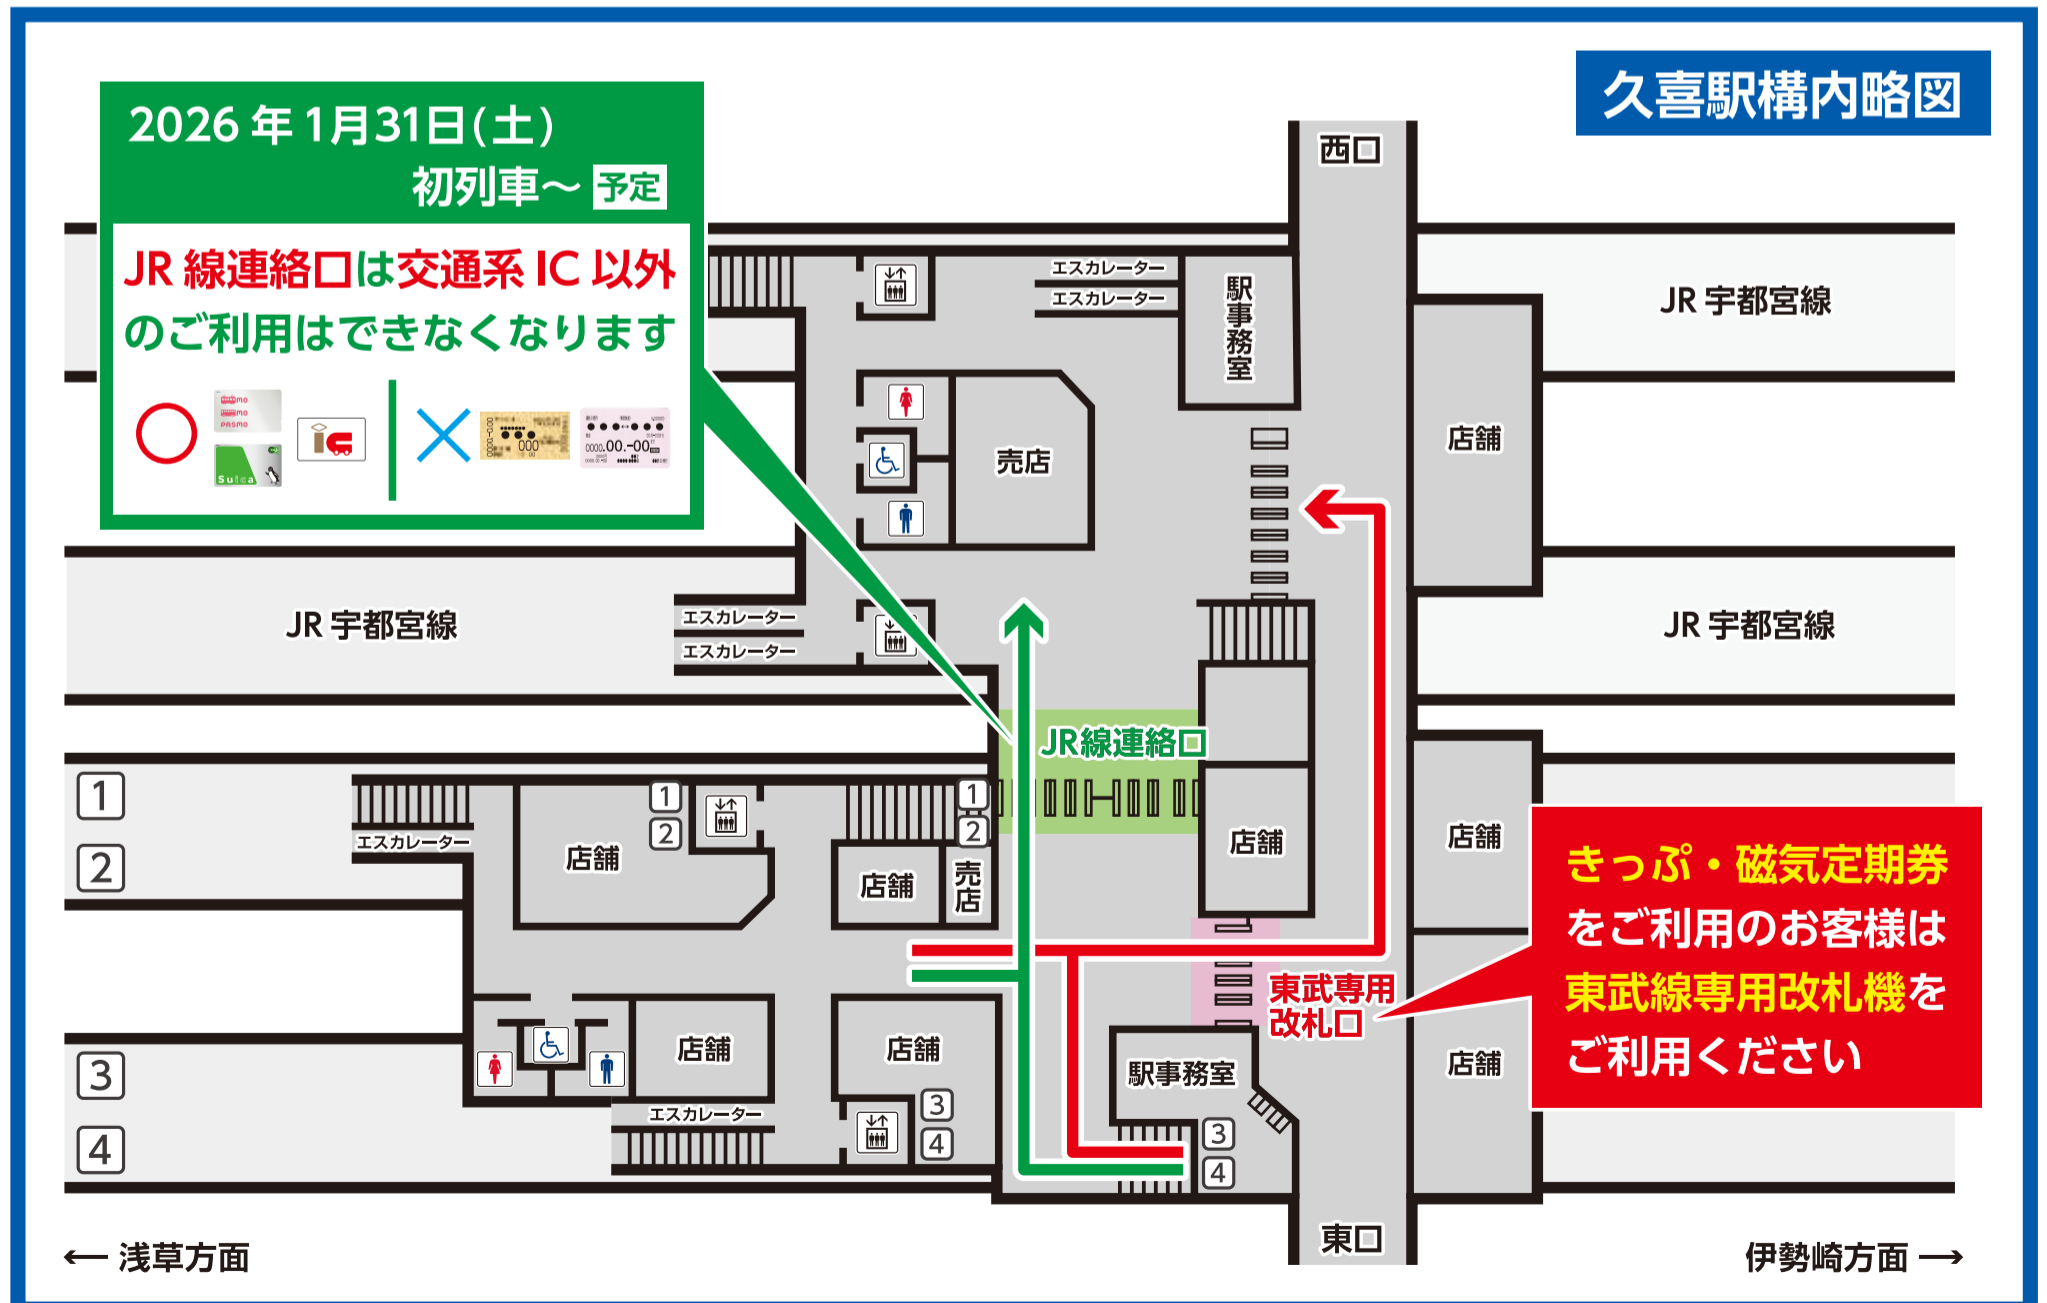 久喜駅構内略図
2026年1月31日(土)
初列車～ 予定
JR線連絡口は交通系IC以外
のご利用はできなくなります
PASMO
Suica
000
0000.00.-00
西口
エスカレーター
エスカレーター
駅事務室
JR宇都宮線
店舗
売店
JR宇都宮線
エスカレーター
エスカレーター
JR宇都宮線
JR線連絡口
1
2
エスカレーター
店舗
1
2
1
2
店舗
売店
店舗
店舗
きっぷ・磁気定期券
をご利用のお客様は
東武線専用改札機を
ご利用ください
東武専用
改札口
3
4
店舗
エスカレーター
店舗
3
4
駅事務室
3
4
店舗
東口
← 浅草方面
伊勢崎方面 →